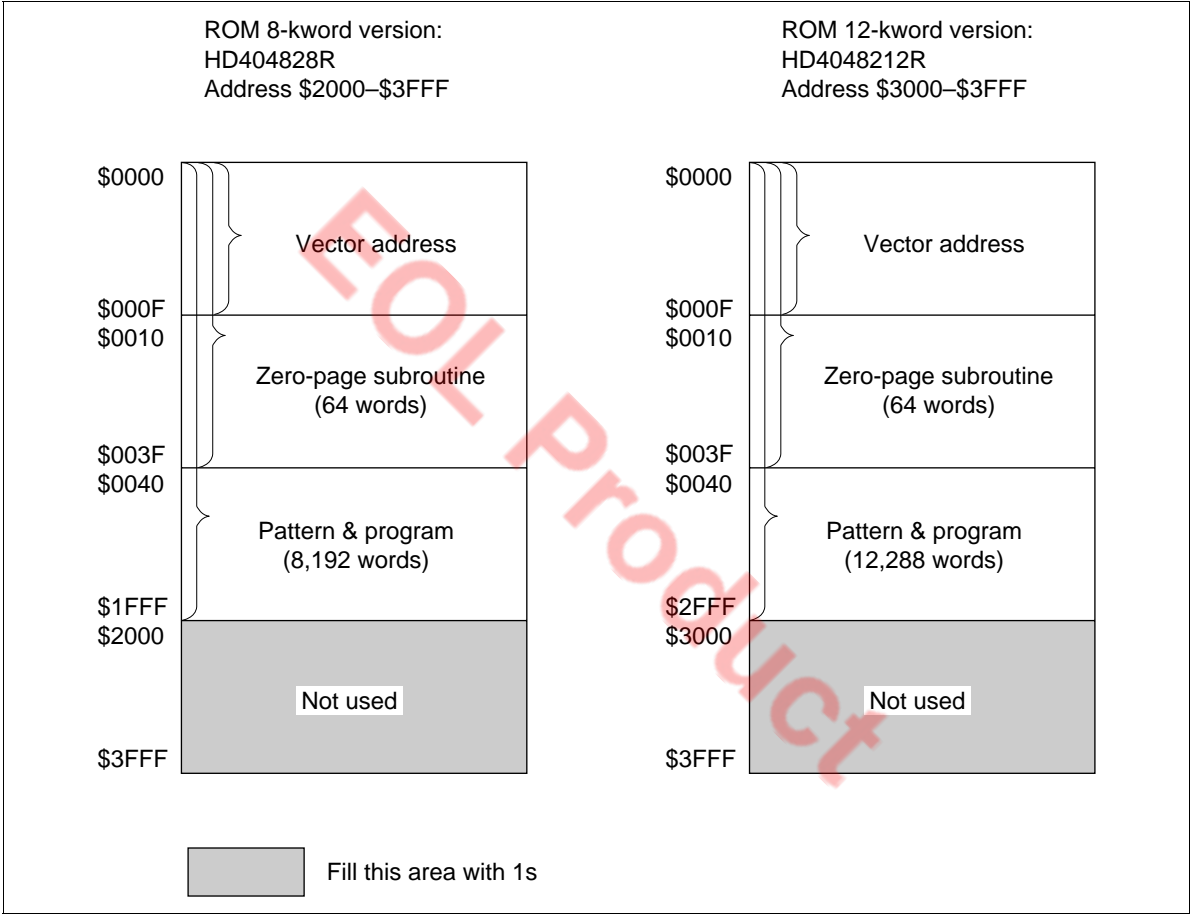 ROM 8-kword version:
HD404828R
Address $2000–$3FFF
$0000
Vector address
$000F
$0010
Zero-page subroutine
(64 words)
$003F
$0040
Pattern & program
(8,192 words)
$1FFF
$2000
Not used
$3FFF
ROM 12-kword version:
HD4048212R
Address $3000–$3FFF
$0000
Vector address
$000F
$0010
Zero-page subroutine
(64 words)
$003F
$0040
Pattern & program
(12,288 words)
$2FFF
$3000
Not used
$3FFF
Fill this area with 1s
EOL Product